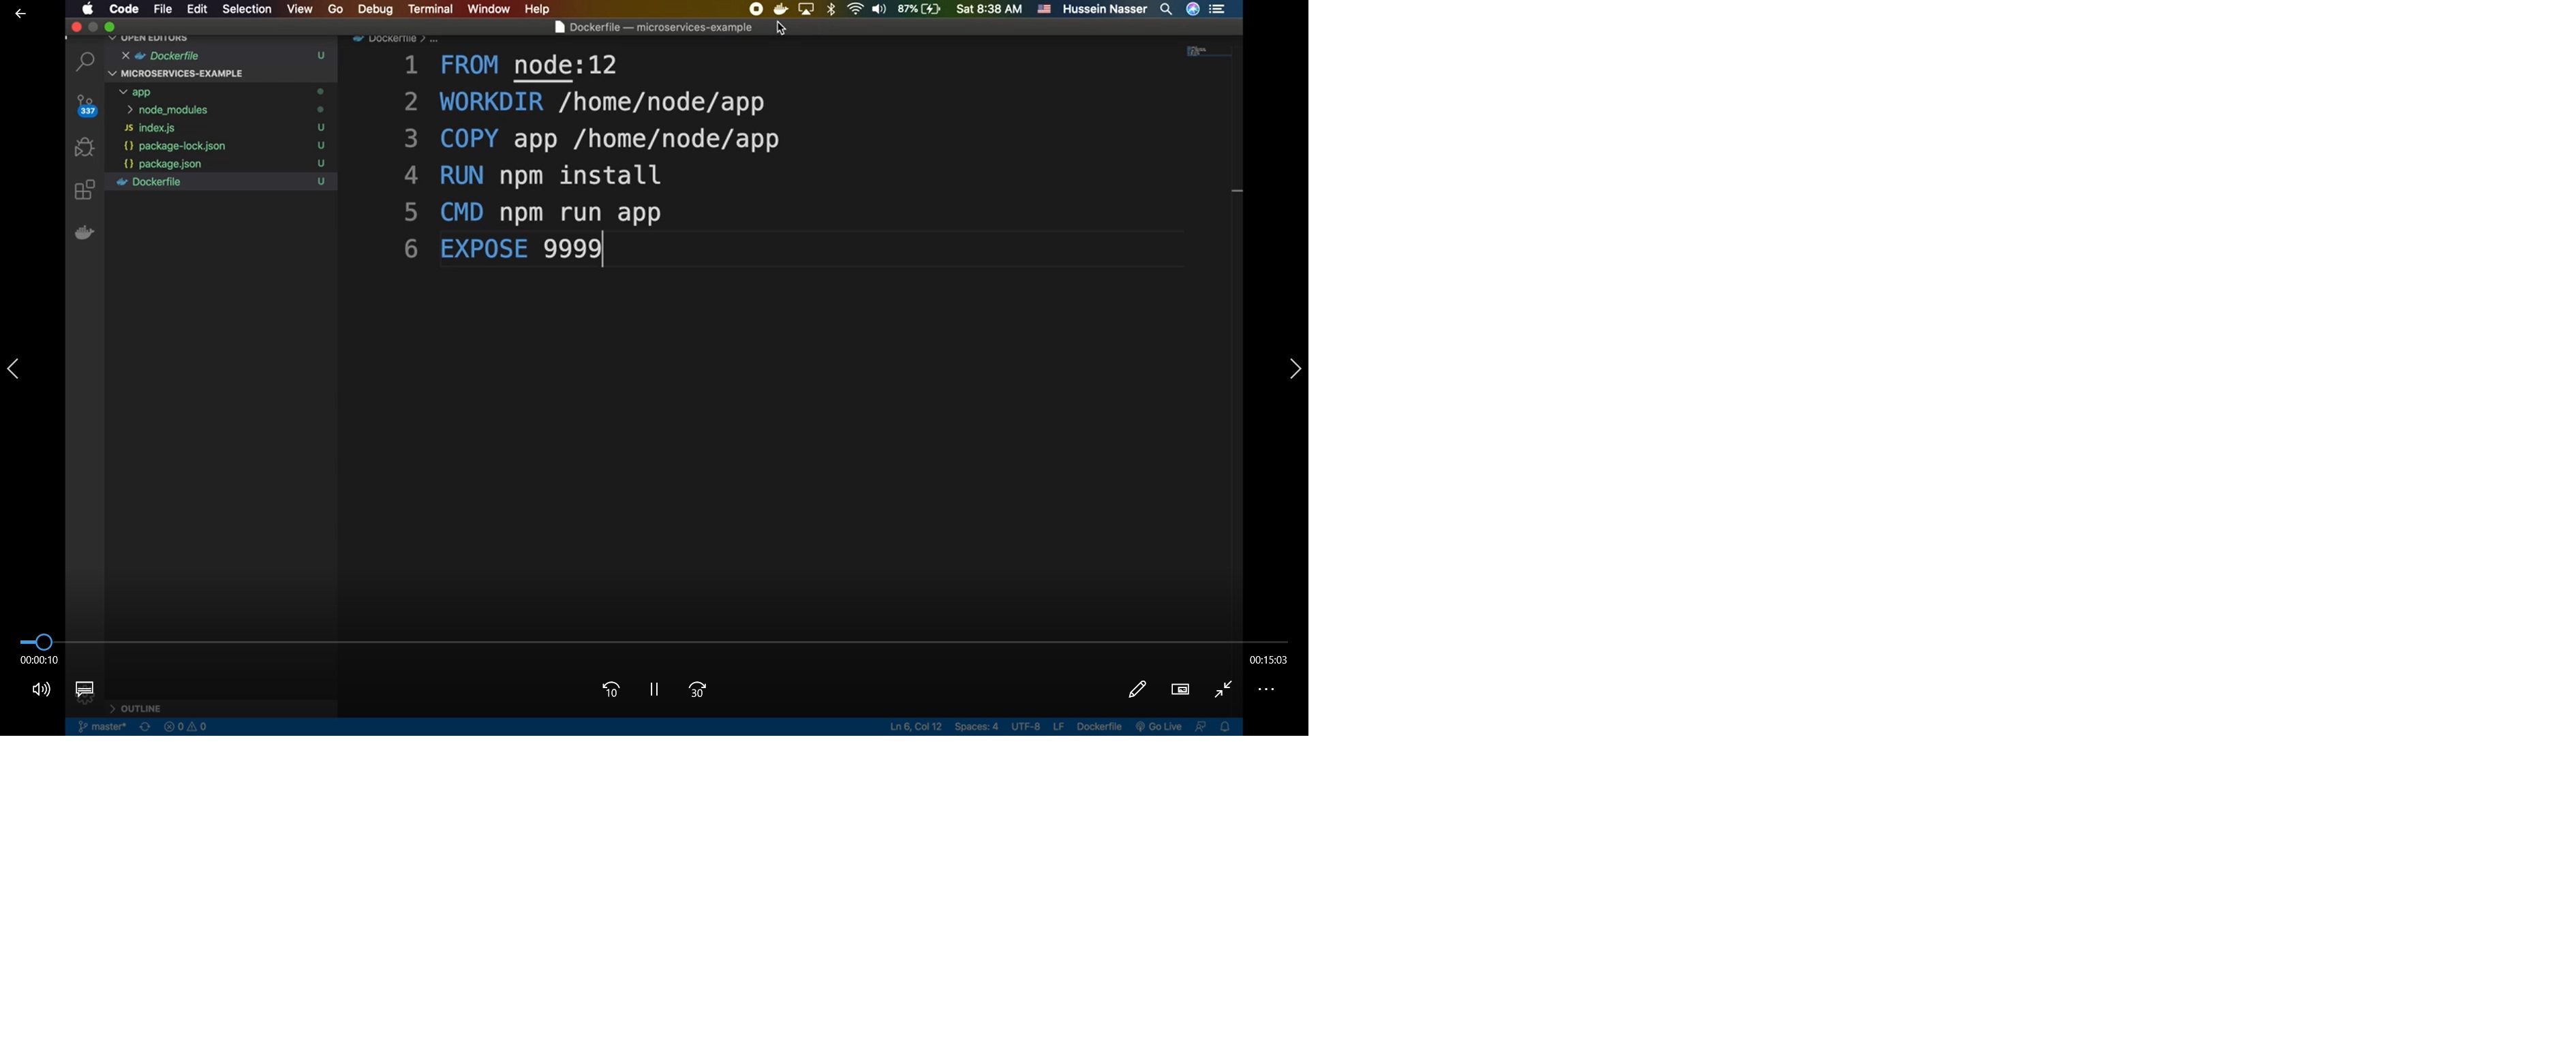 Code File Edit Selection View Go Debug Terminal Window Help 87% Sat 8:38 AM Hussein Nasser
Dockerfile — microservices-example
OPEN EDITORS
Dockerfile U
MICROSERVICES-EXAMPLE
app
node_modules
JS index.js U
{} package-lock.json U
{} package.json U
Dockerfile U
337
Dockerfile > ...
1 FROM node:12
2 WORKDIR /home/node/app
3 COPY app /home/node/app
4 RUN npm install
5 CMD npm run app
6 EXPOSE 9999
00:00:10 00:15:03
10 30
OUTLINE
master* 0 0 Ln 6, Col 12 Spaces: 4 UTF-8 LF Dockerfile Go Live